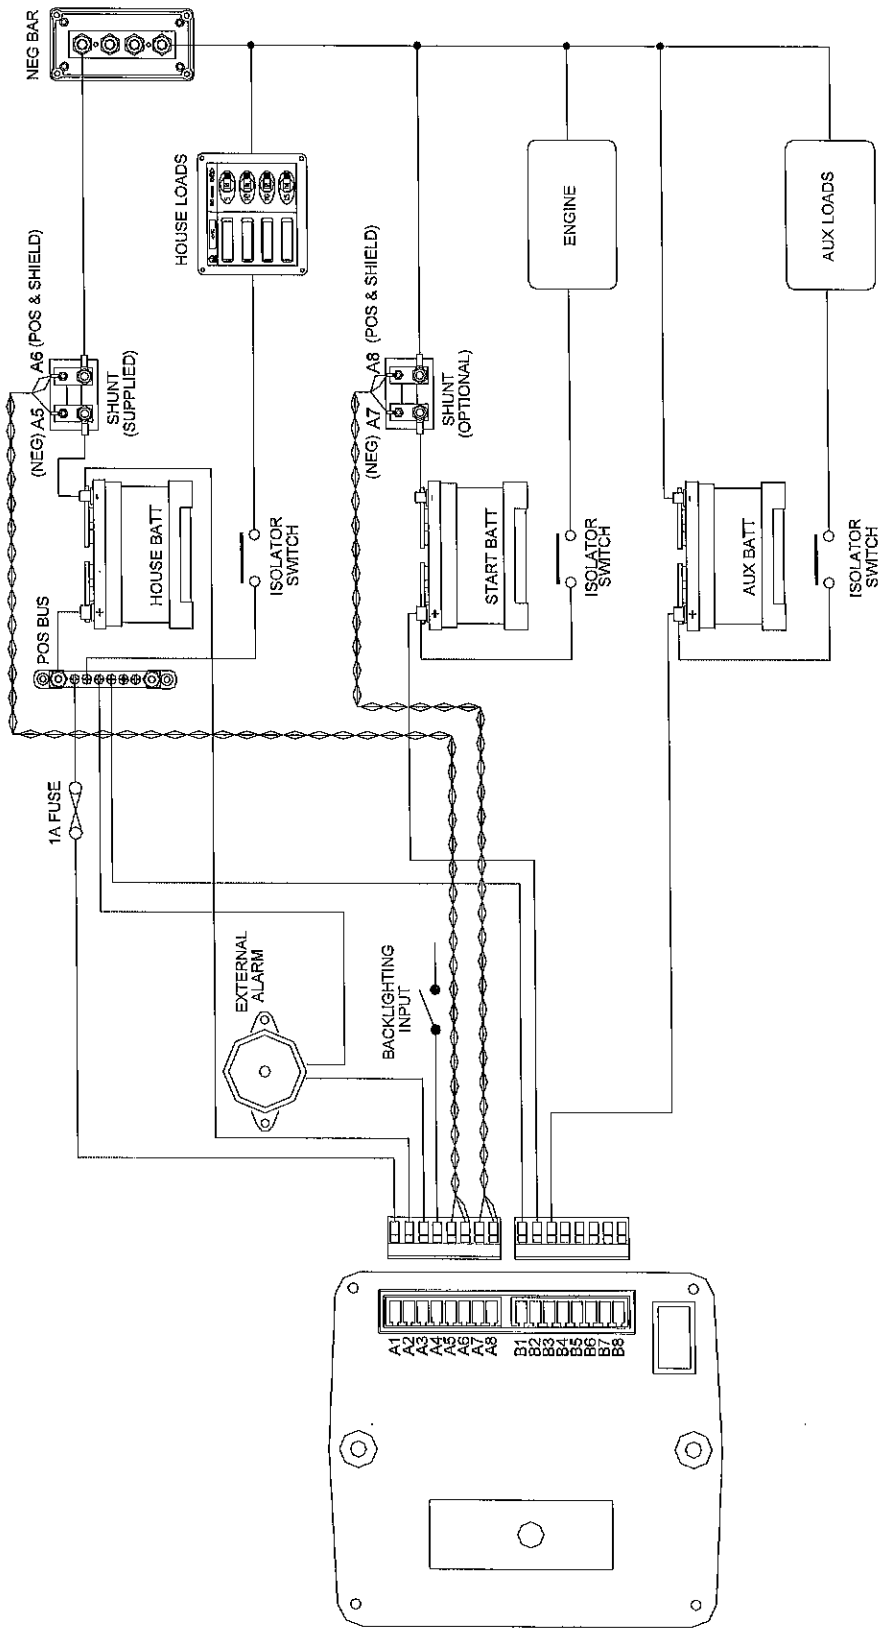 NEG BAR
HOUSE LOADS
ENGINE
AUX LOADS
(NEG) A5
A6 (POS & SHIELD)
SHUNT
(SUPPLIED)
(NEG) A7
A8 (POS & SHIELD)
SHUNT
(OPTIONAL)
POS BUS
+
-
HOUSE BATT
ISOLATOR
SWITCH
+
-
START BATT
ISOLATOR
SWITCH
+
-
AUX BATT
ISOLATOR
SWITCH
1A FUSE
EXTERNAL
ALARM
BACKLIGHTING
INPUT
A1
A2
A3
A4
A5
A6
A7
A8
B1
B2
B3
B4
B5
B6
B7
B8